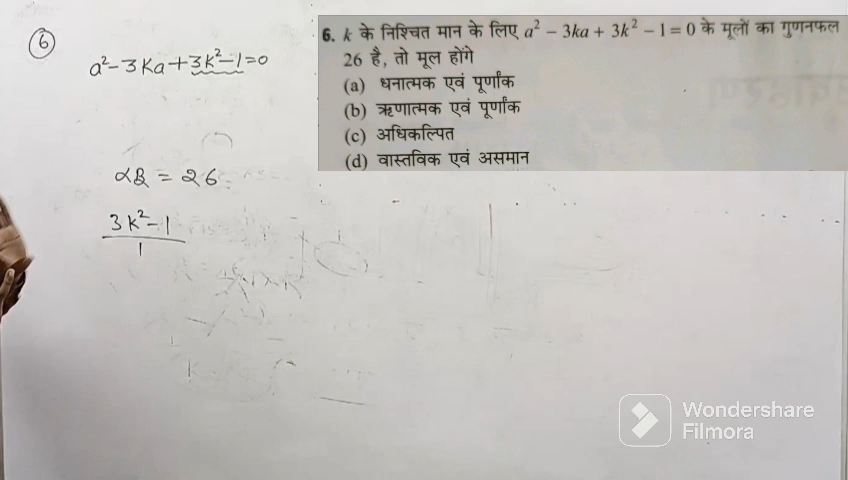 6
a² - 3Ka + 3K² - 1 = 0
αβ = 26
3K² - 1
1
6. k के निश्चित मान के लिए a² − 3ka + 3k² − 1 = 0 के मूलों का गुणनफल
26 है, तो मूल होंगे
(a) धनात्मक एवं पूर्णांक
(b) ऋणात्मक एवं पूर्णांक
(c) अधिकल्पित
(d) वास्तविक एवं असमान
Wondershare
Filmora